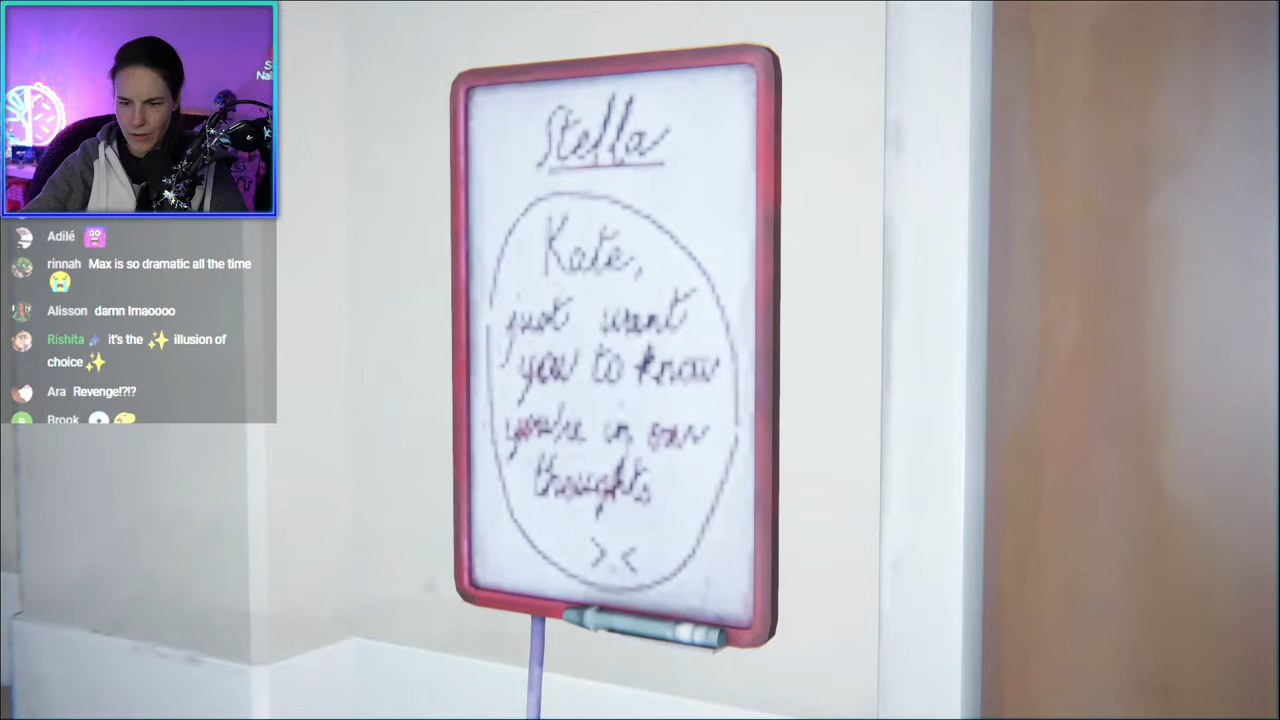 Adilé
rinnah Max is so dramatic all the time
Alisson damn lmaoooo
Rishita it's the ✨ illusion of
choice ✨
Ara Revenge!?!?
Brook
Stella
Kate,
just want
you to know
you're in our
thoughts
>.<